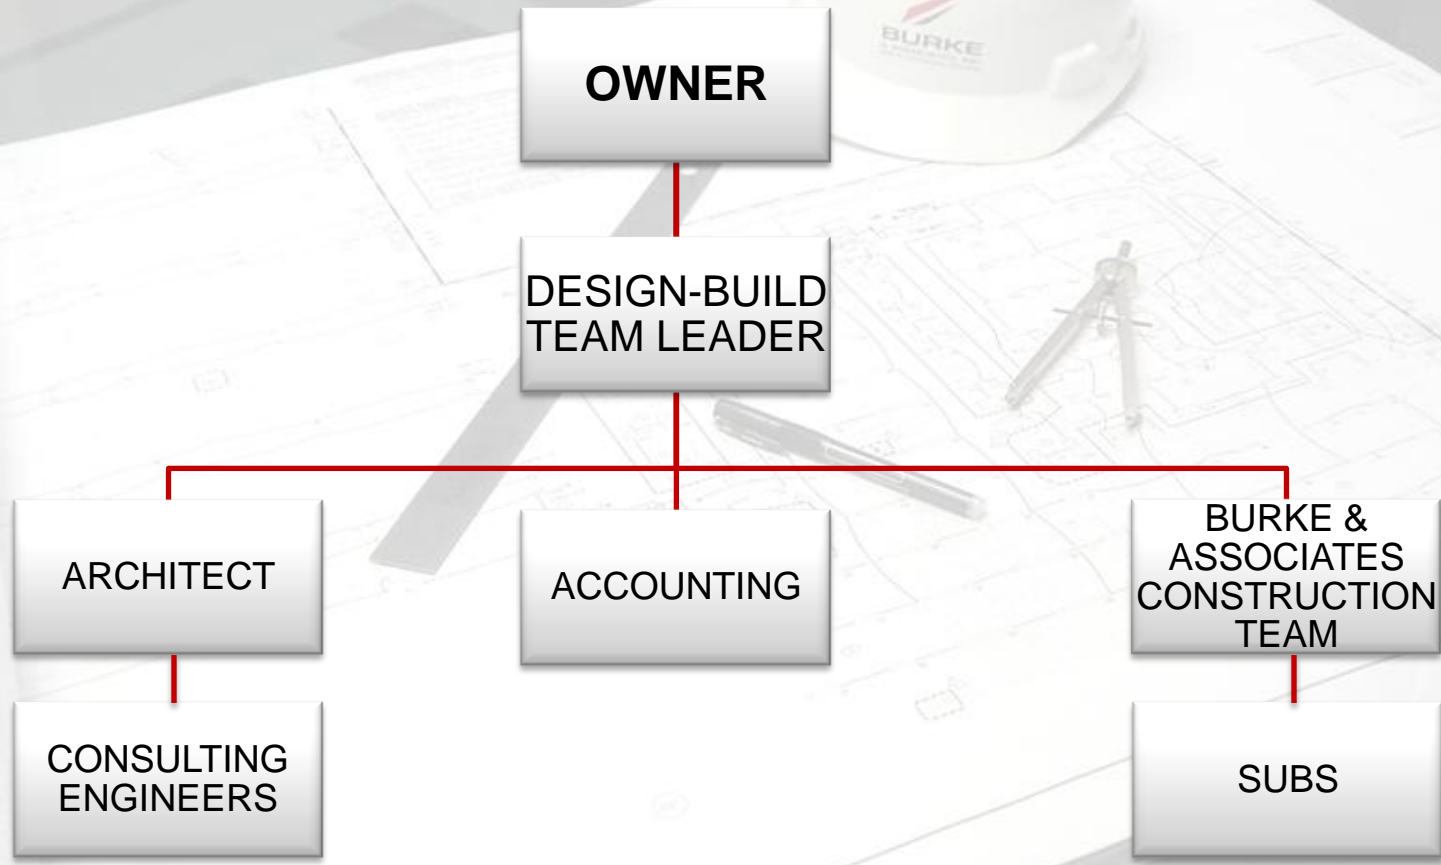 BURKE
OWNER
DESIGN-BUILD
TEAM LEADER
ARCHITECT
ACCOUNTING
BURKE &
ASSOCIATES
CONSTRUCTION
TEAM
CONSULTING
ENGINEERS
SUBS